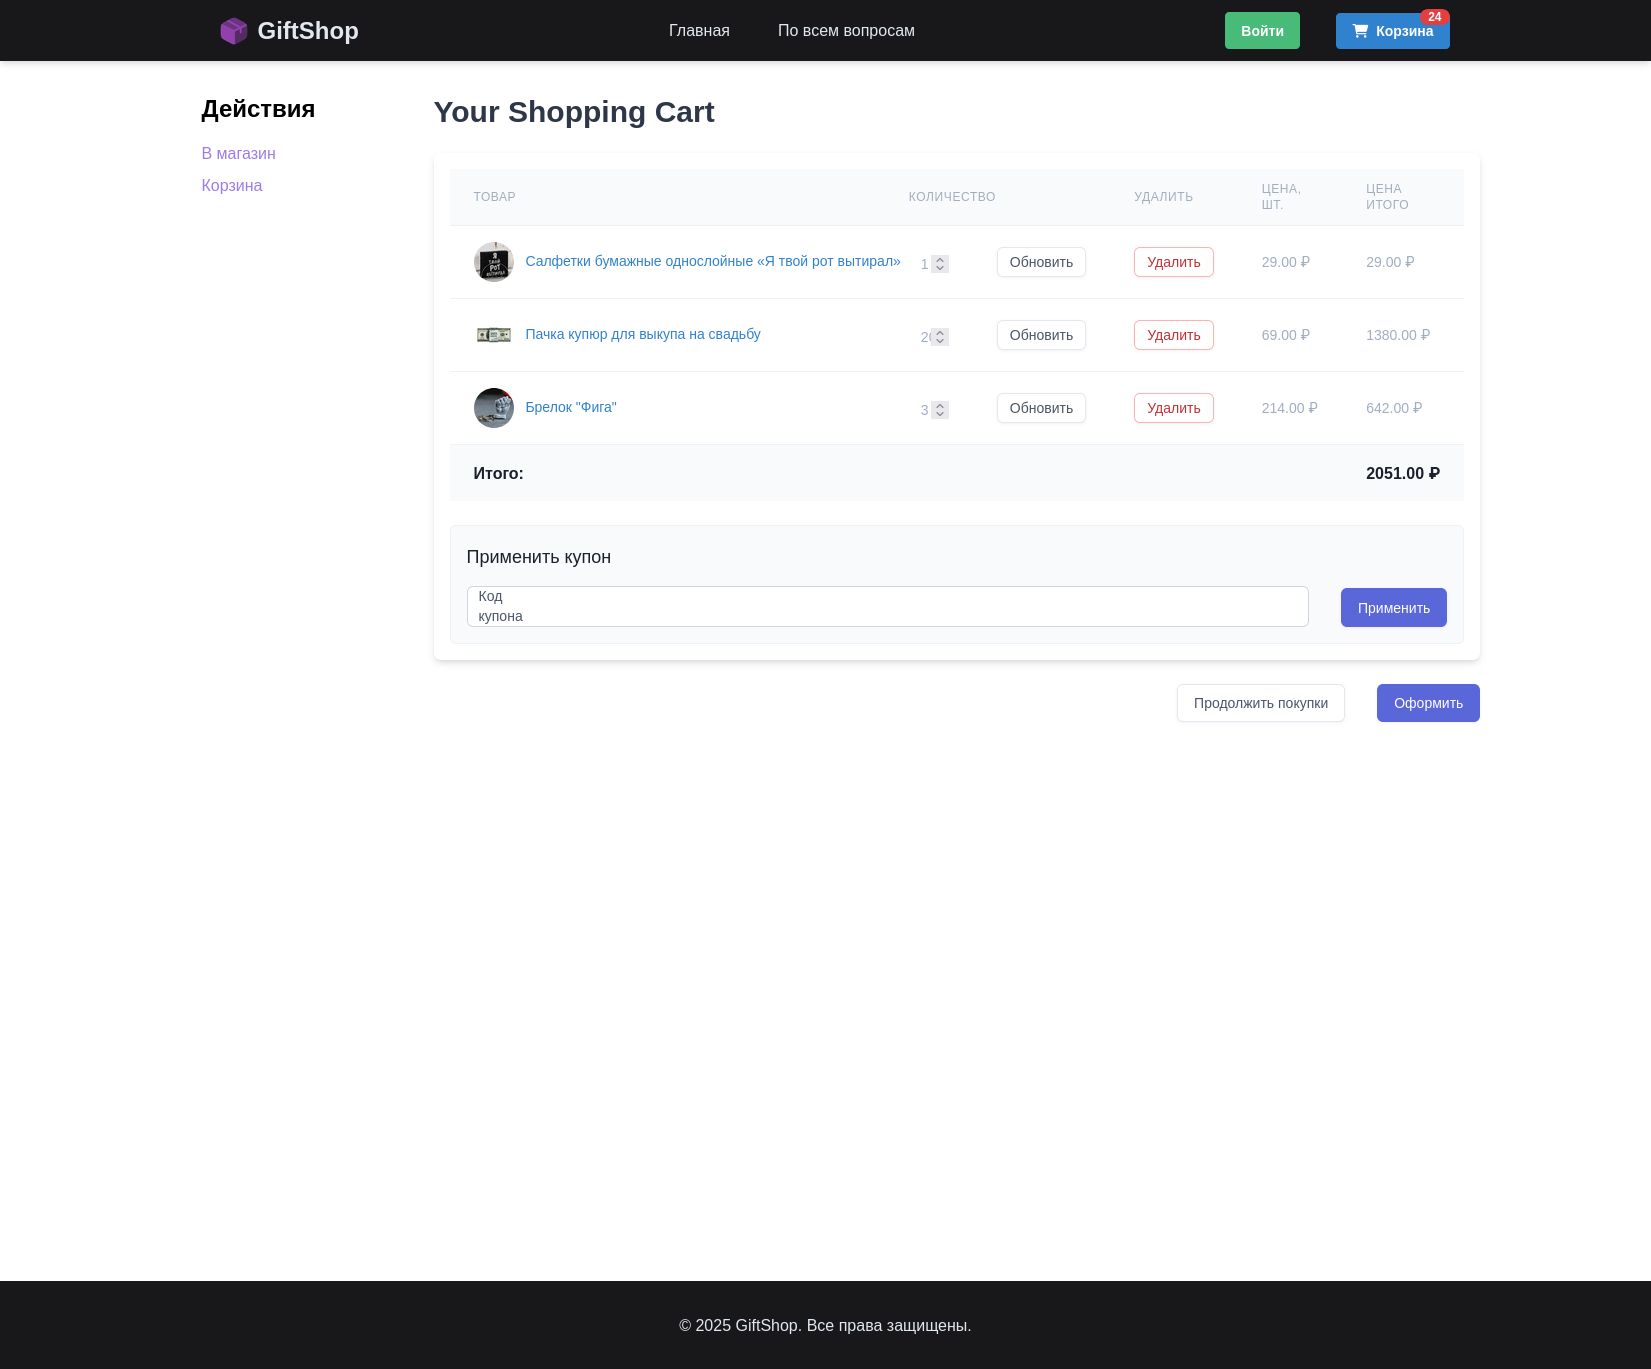 GiftShop
Главная
По всем вопросам
Войти
Корзина
24
Действия
В магазин
Корзина
Your Shopping Cart
ТОВАР
КОЛИЧЕСТВО
УДАЛИТЬ
ЦЕНА, ШТ.
ЦЕНА ИТОГО
Салфетки бумажные однослойные «Я твой рот вытирал»
1
Обновить
Удалить
29.00 ₽
29.00 ₽
Пачка купюр для выкупа на свадьбу
Обновить
Удалить
69.00 ₽
1380.00 ₽
Брелок "Фига"
3
Обновить
Удалить
214.00 ₽
642.00 ₽
Итого:
2051.00 ₽
Применить купон
Код
купона
Применить
Продолжить покупки
Оформить
© 2025 GiftShop. Все права защищены.